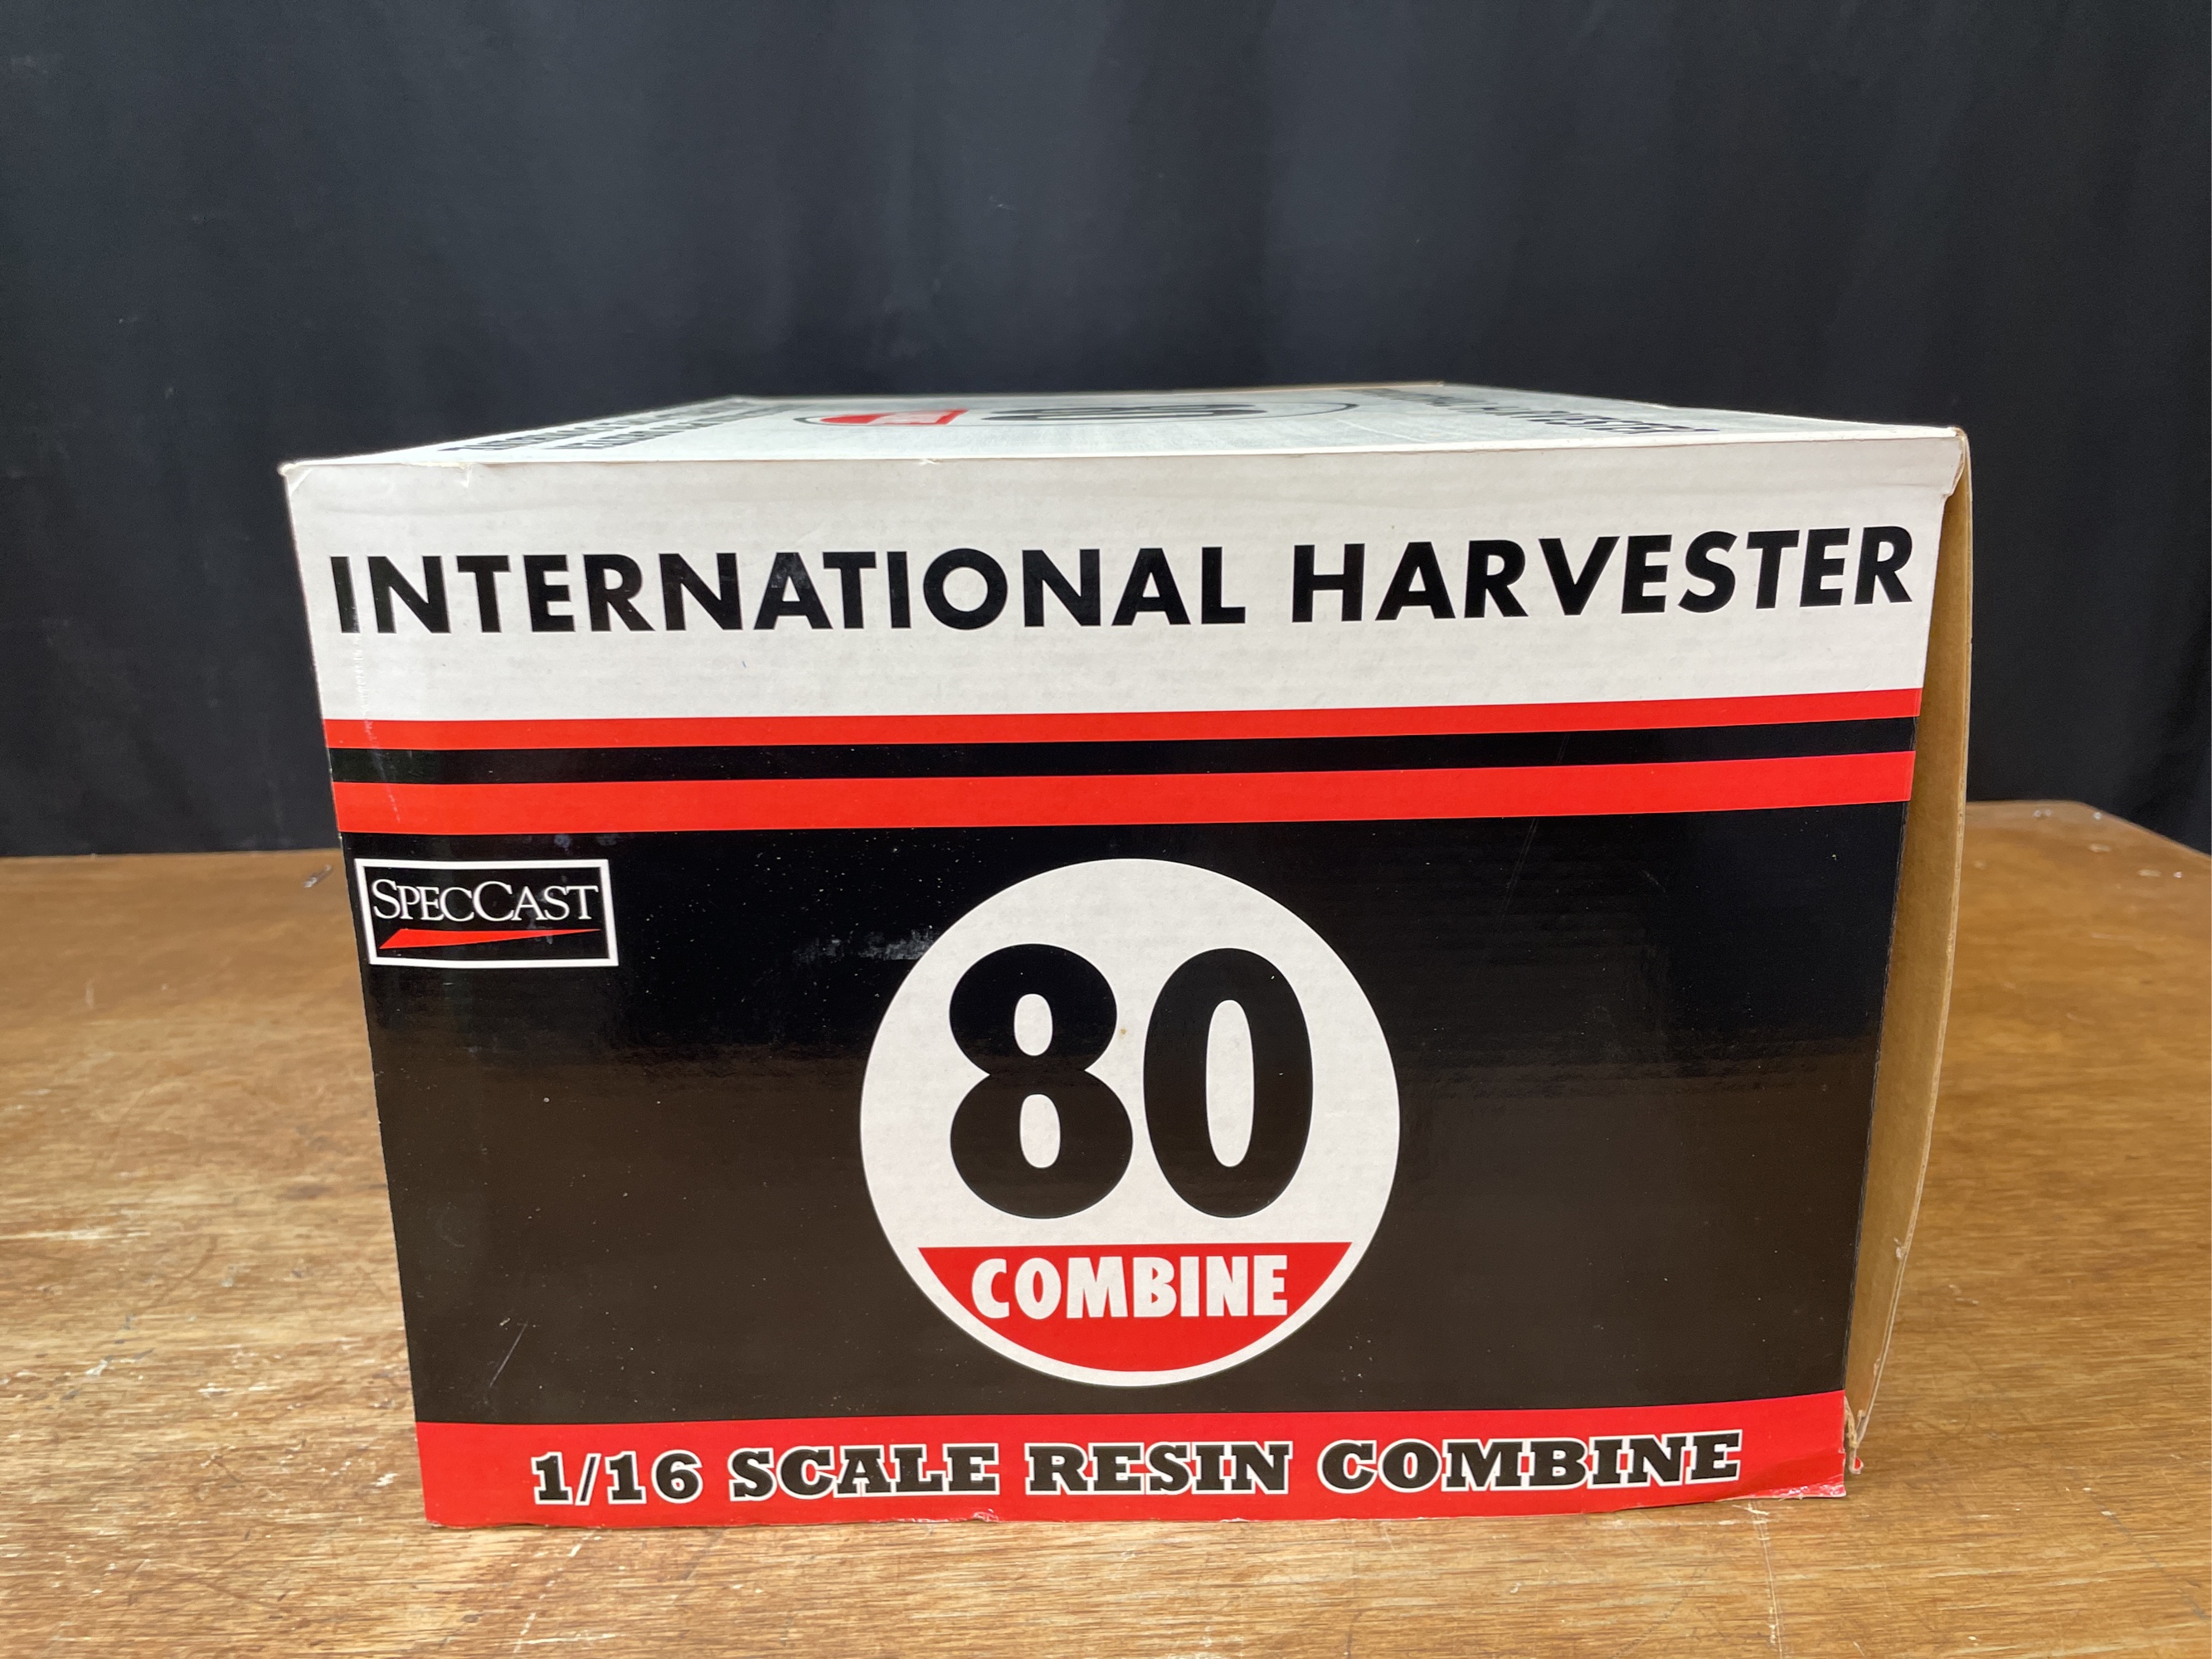 INTERNATIONAL HARVESTER
SPECCAST
80
COMBINE
1/16 SCALE RESIN COMBINE